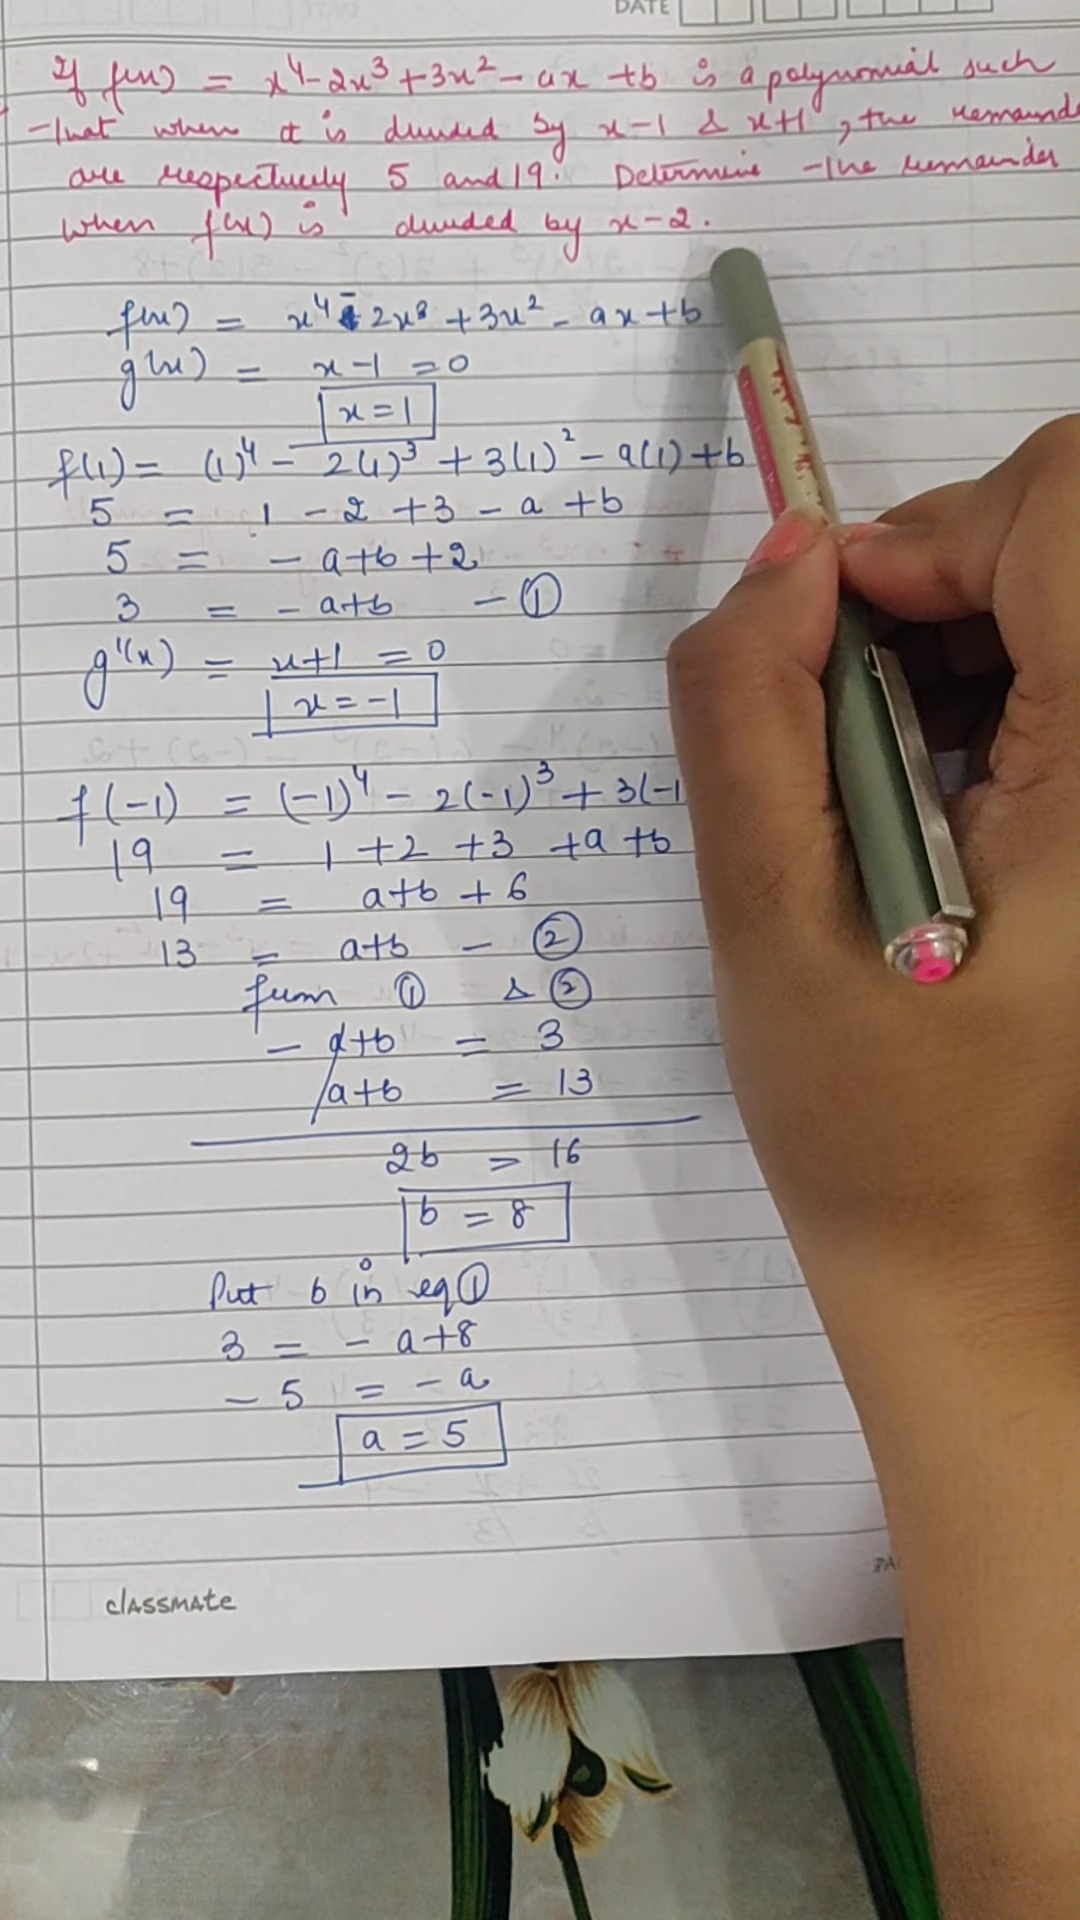 DATE
If f(x) = x⁴-2x³+3x²-ax+b is a polynomial such
that when it is divided by x-1 & x+1, the remainde
are respectively 5 and 19. Determine the remainder
when f(x) is divided by x-2.
f(x) = x⁴-2x³+3x²-ax+b
g(x) = x-1 = 0
x=1
f(1) = (1)⁴- 2(1)³+3(1)²-a(1)+b
5 = 1-2+3-a+b
5 = -a+b+2
3 = -a+b -①
g'(x) = x+1 = 0
x=-1
f(-1) = (-1)⁴-2(-1)³+3(-1
19 = 1+2+3+a+b
19 = a+b+6
13 = a+b - ②
from ① & ②
-a+b = 3
a+b = 13
2b = 16
b = 8
Put b in eq①
3 = -a+8
-5 = -a
a = 5
PA
classmate